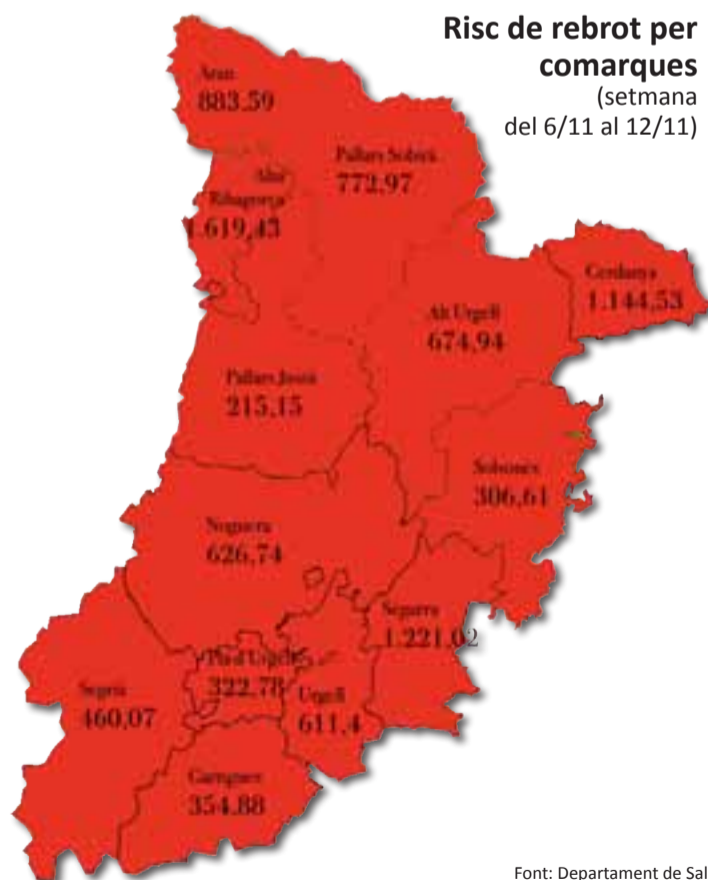 Risc de rebrot per
comarques
(setmana
del 6/11 al 12/11)
Aran
883.59
Pallars Sobirà
772,97
Alta
Ribagorça
1.619,43
Cerdanya
1.144,53
Alt Urgell
674,94
Pallars Jussà
215,15
Solsonès
306,61
Noguera
626,74
Segarra
1.221,02
Pla d'Urgell
322,78
Segrià
460,07
Urgell
611,4
Garrigues
354,88
Font: Departament de Sal